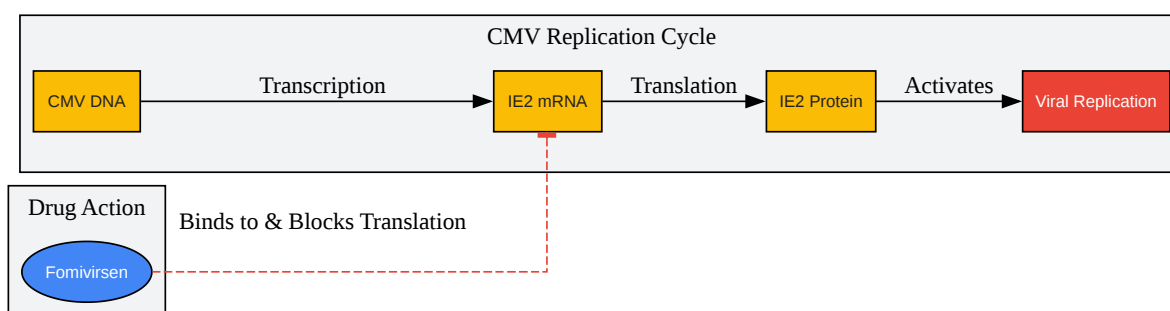 CMV Replication Cycle
CMV DNA
Transcription
IE2 mRNA
Translation
IE2 Protein
Activates
Viral Replication
Drug Action
Binds to & Blocks Translation
Fomivirsen